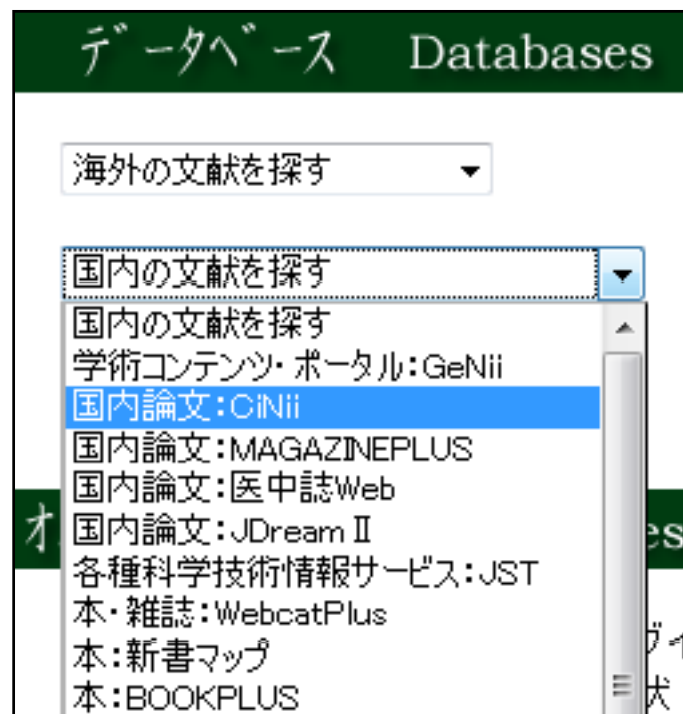 データベース Databases
海外の文献を探す
国内の文献を探す
国内の文献を探す
学術コンテンツ・ポータル：GeNii
国内論文：CiNii
国内論文：MAGAZINEPLUS
国内論文：医中誌Web
国内論文：JDreamⅡ
各種科学技術情報サービス：JST
本・雑誌：WebcatPlus
本：新書マップ
本：BOOKPLUS